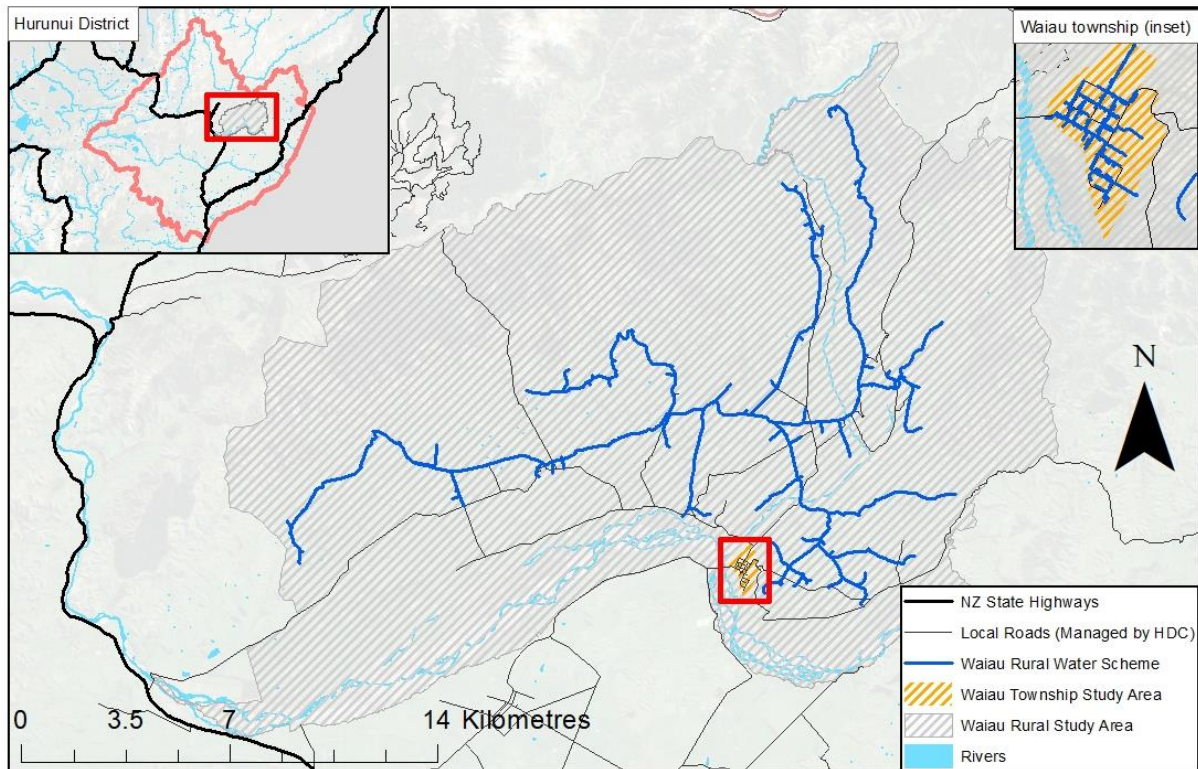 Hurunui District
Waiau township (inset)
N
NZ State Highways
Local Roads (Managed by HDC)
Waiau Rural Water Scheme
Waiau Township Study Area
Waiau Rural Study Area
Rivers
0 3.5 7 14 Kilometres